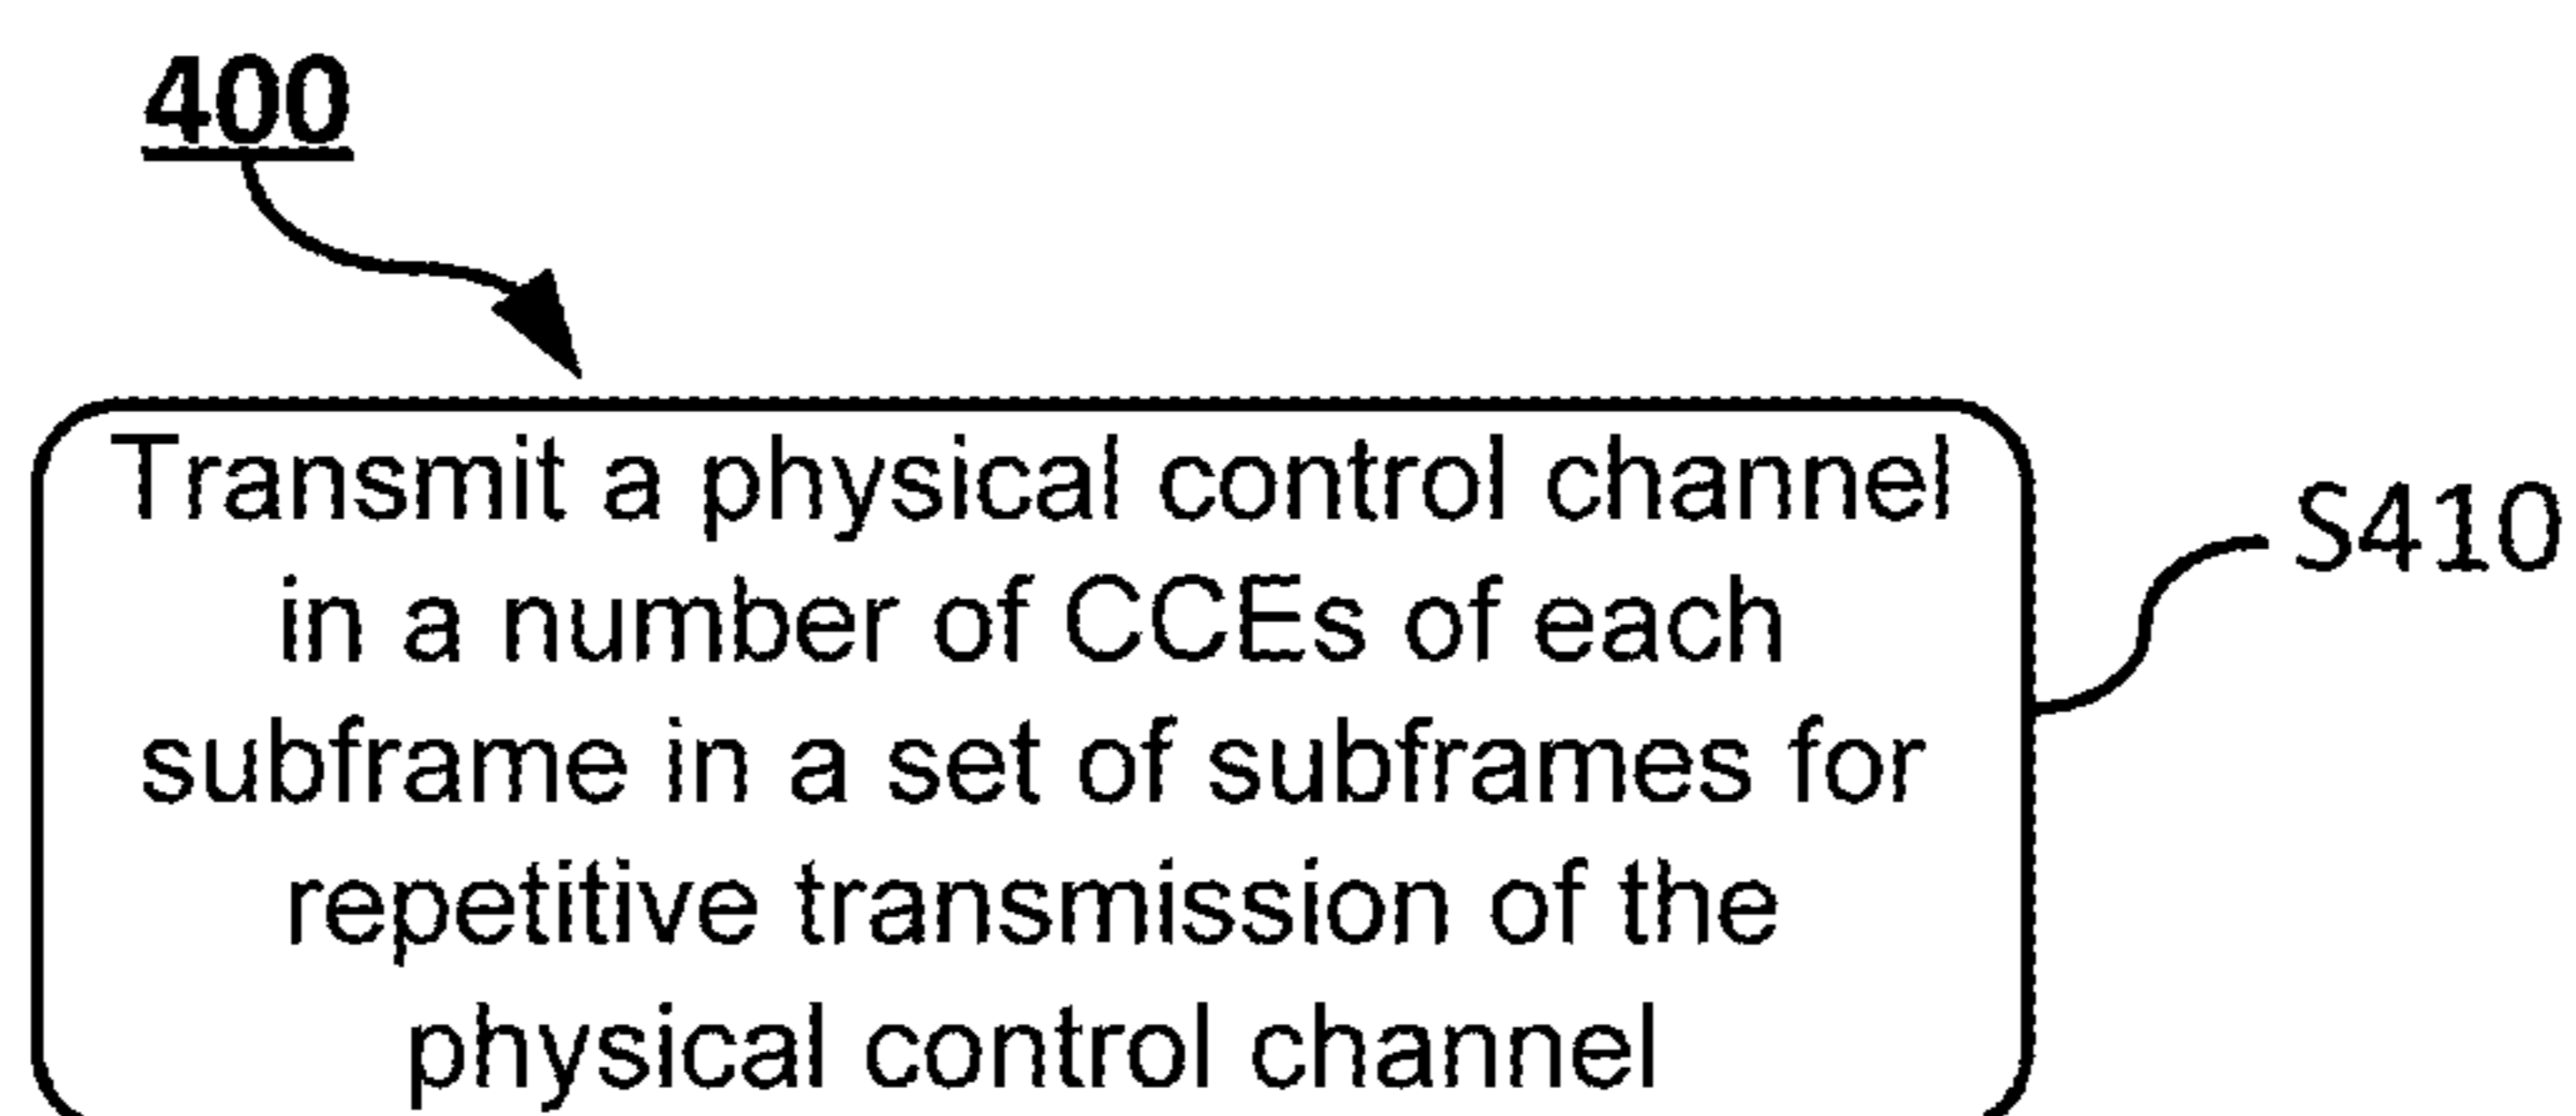 400
Transmit a physical control channel
in a number of CCEs of each
subframe in a set of subframes for
repetitive transmission of the
physical control channel
S410